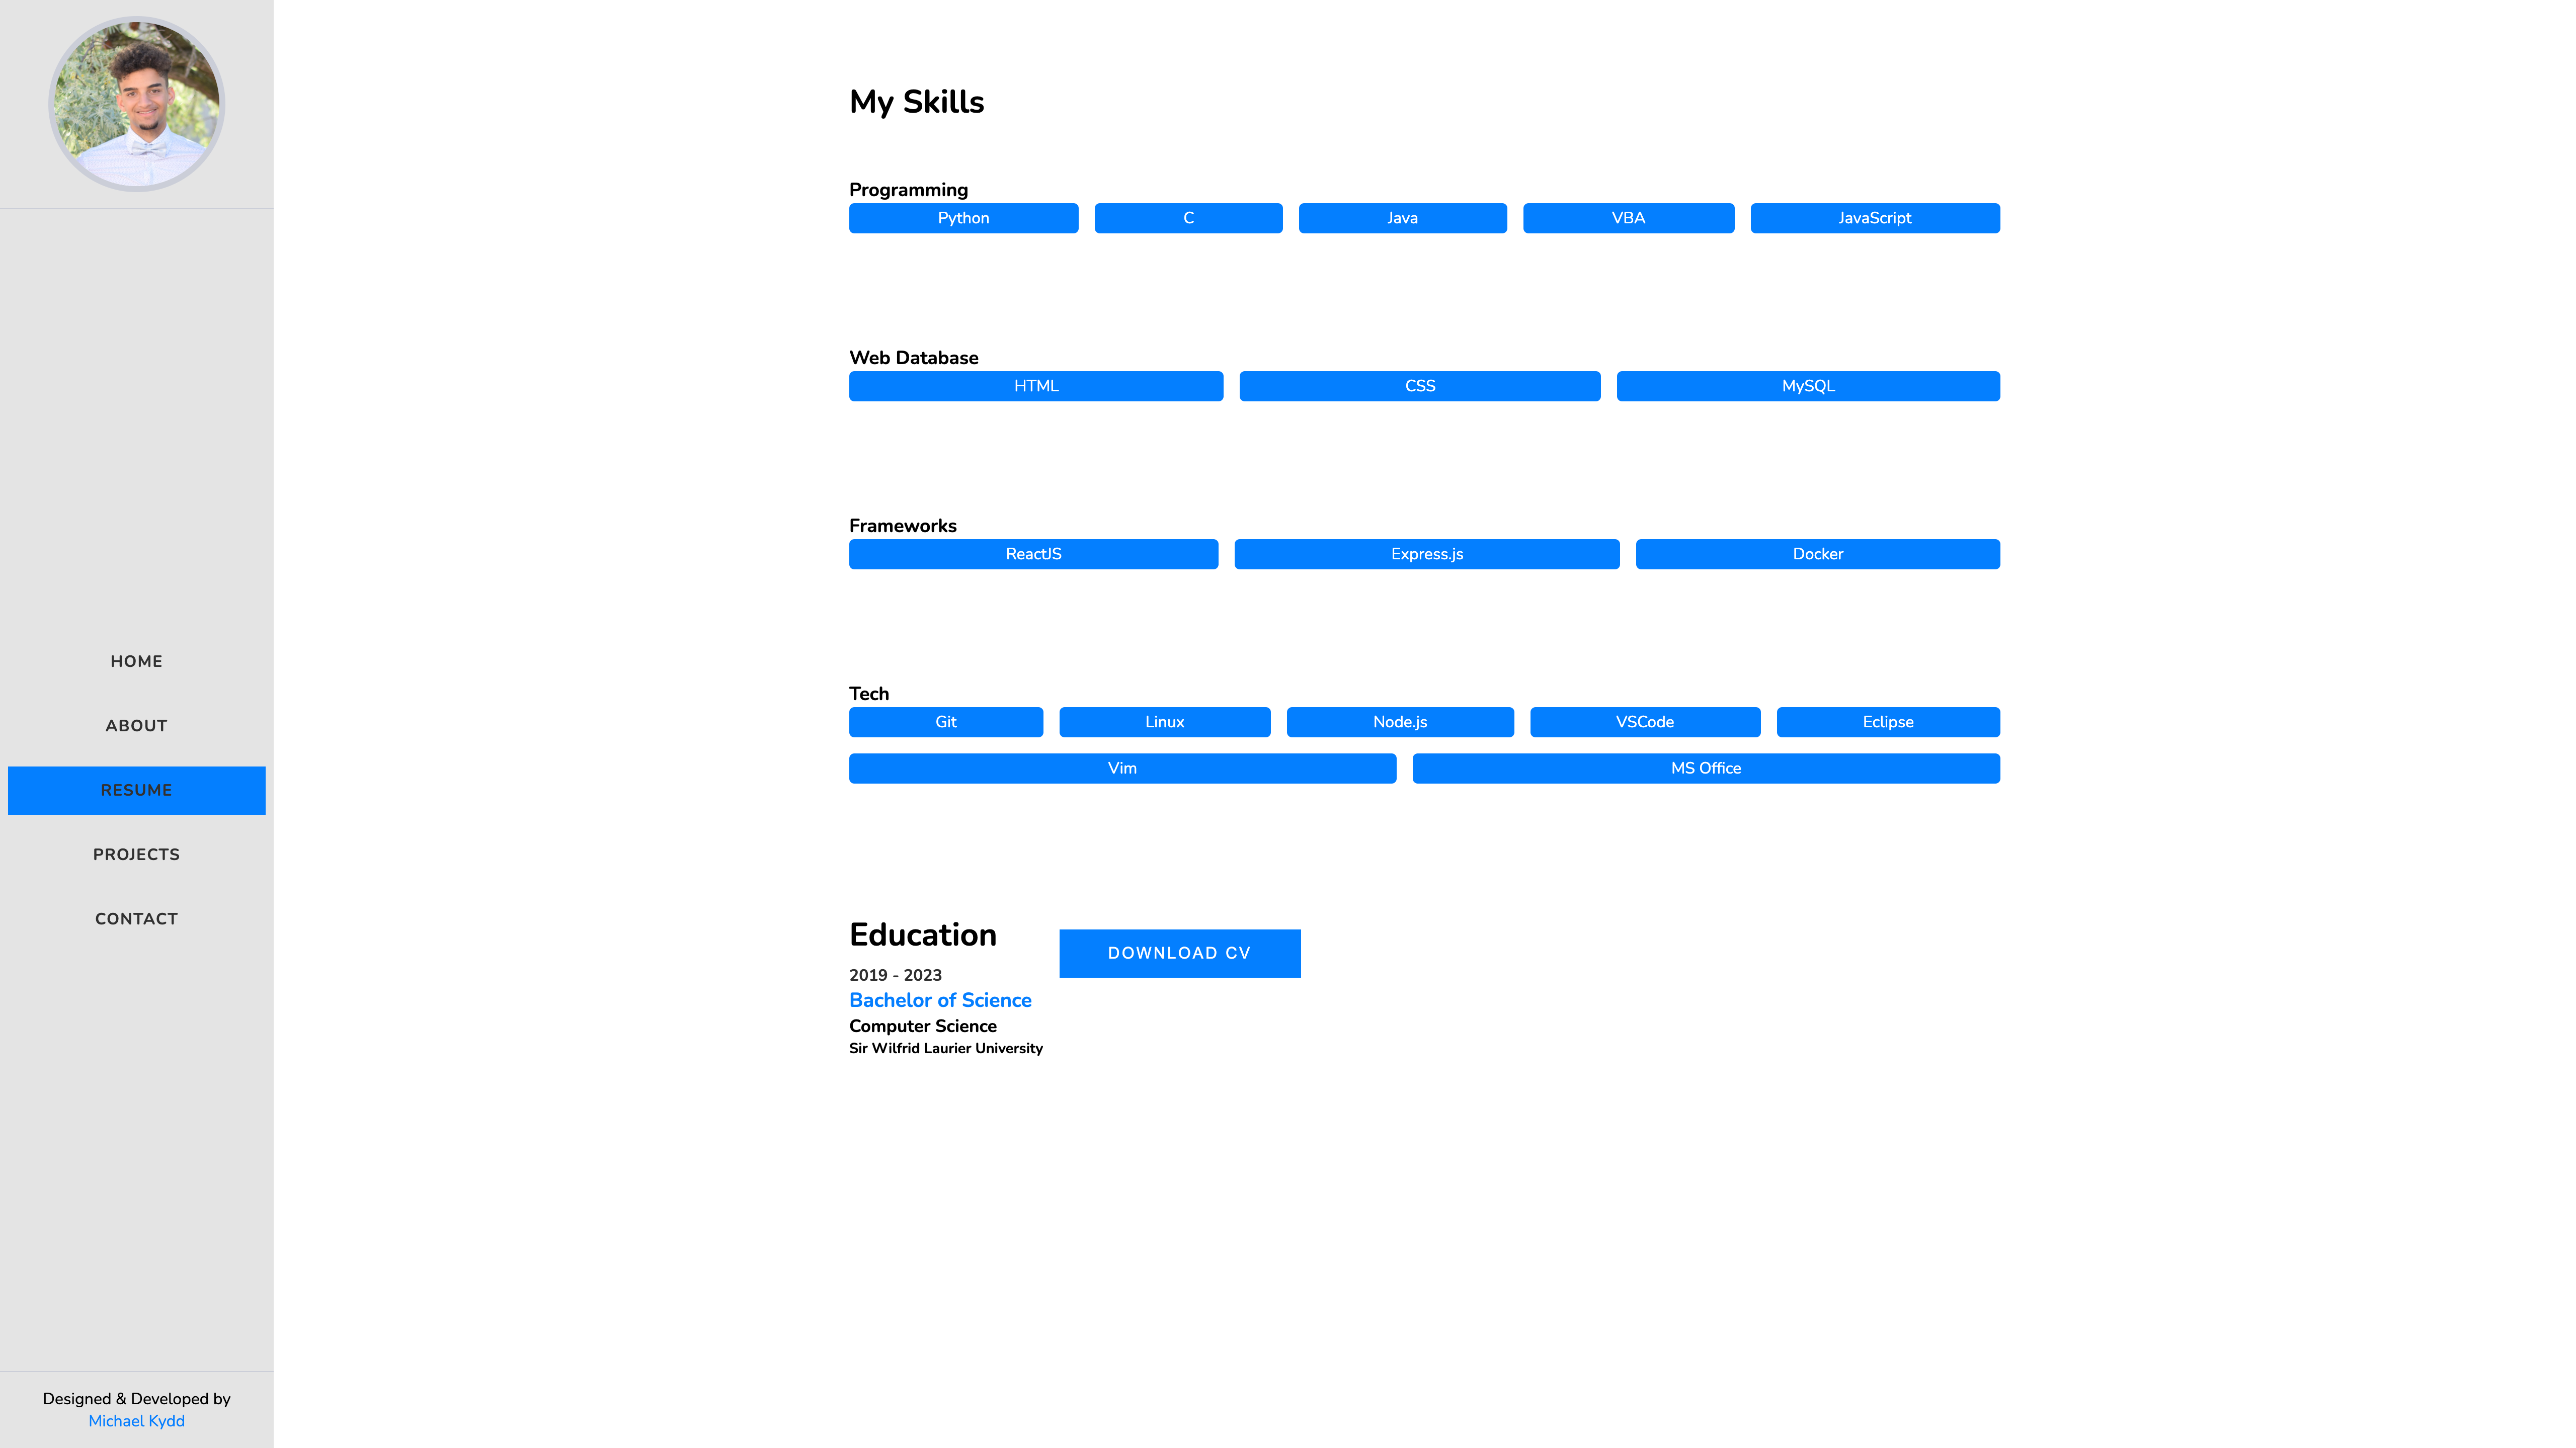 HOME
ABOUT
RESUME
PROJECTS
CONTACT
Designed & Developed by
Michael Kydd
My Skills
Programming
Python C Java VBA JavaScript
Web Database
HTML CSS MySQL
Frameworks
ReactJS Express.js Docker
Tech
Git Linux Node.js VSCode Eclipse
Vim MS Office
Education
2019 - 2023
Bachelor of Science
Computer Science
Sir Wilfrid Laurier University
DOWNLOAD CV